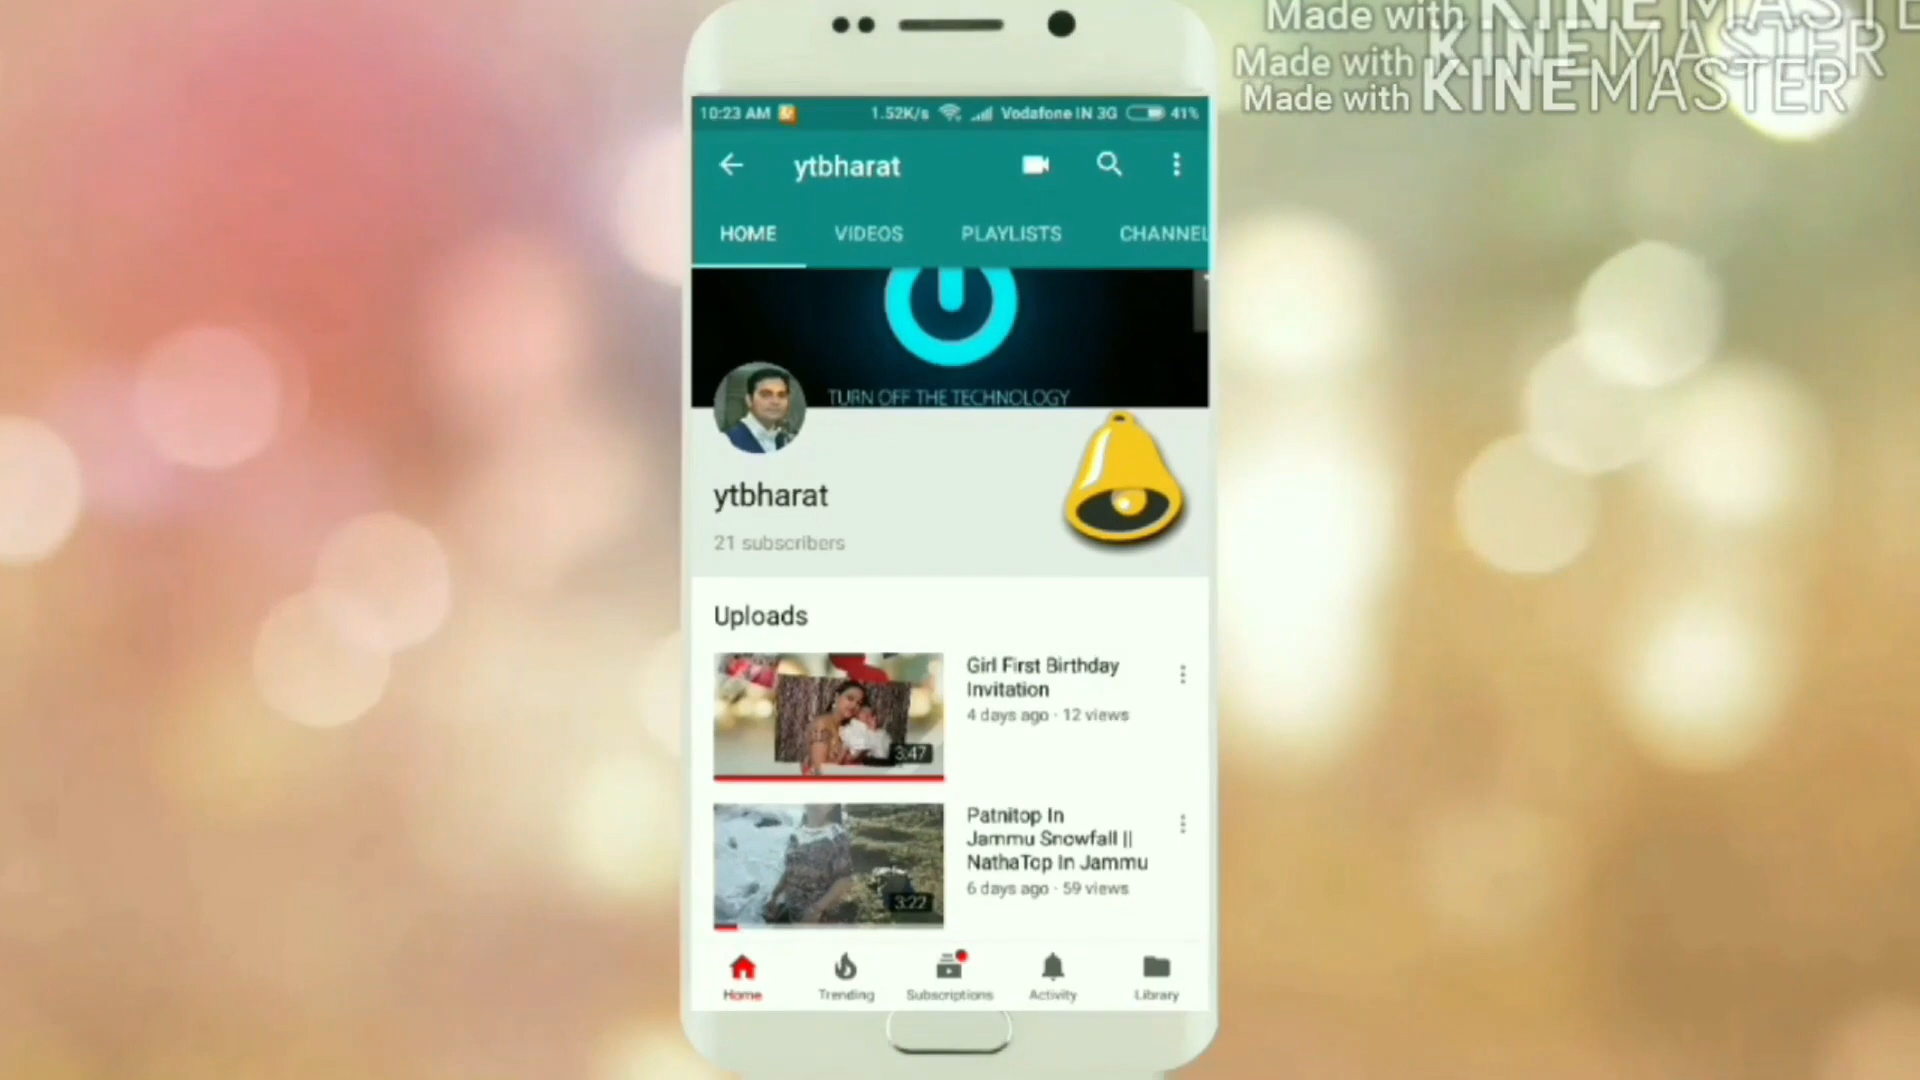 Made with KINEMASTER
Made with KINEMASTER
Made with KINEMASTER
10:23 AM 1.52K/s Vodafone IN 3G 41%
ytbharat
HOME VIDEOS PLAYLISTS CHANNEL
TURN OFF THE TECHNOLOGY
ytbharat
21 subscribers
Uploads
Girl First Birthday
Invitation
4 days ago · 12 views
3:47
Patnitop In
Jammu Snowfall ||
NathaTop In Jammu
6 days ago · 59 views
3:22
Home Trending Subscriptions Activity Library